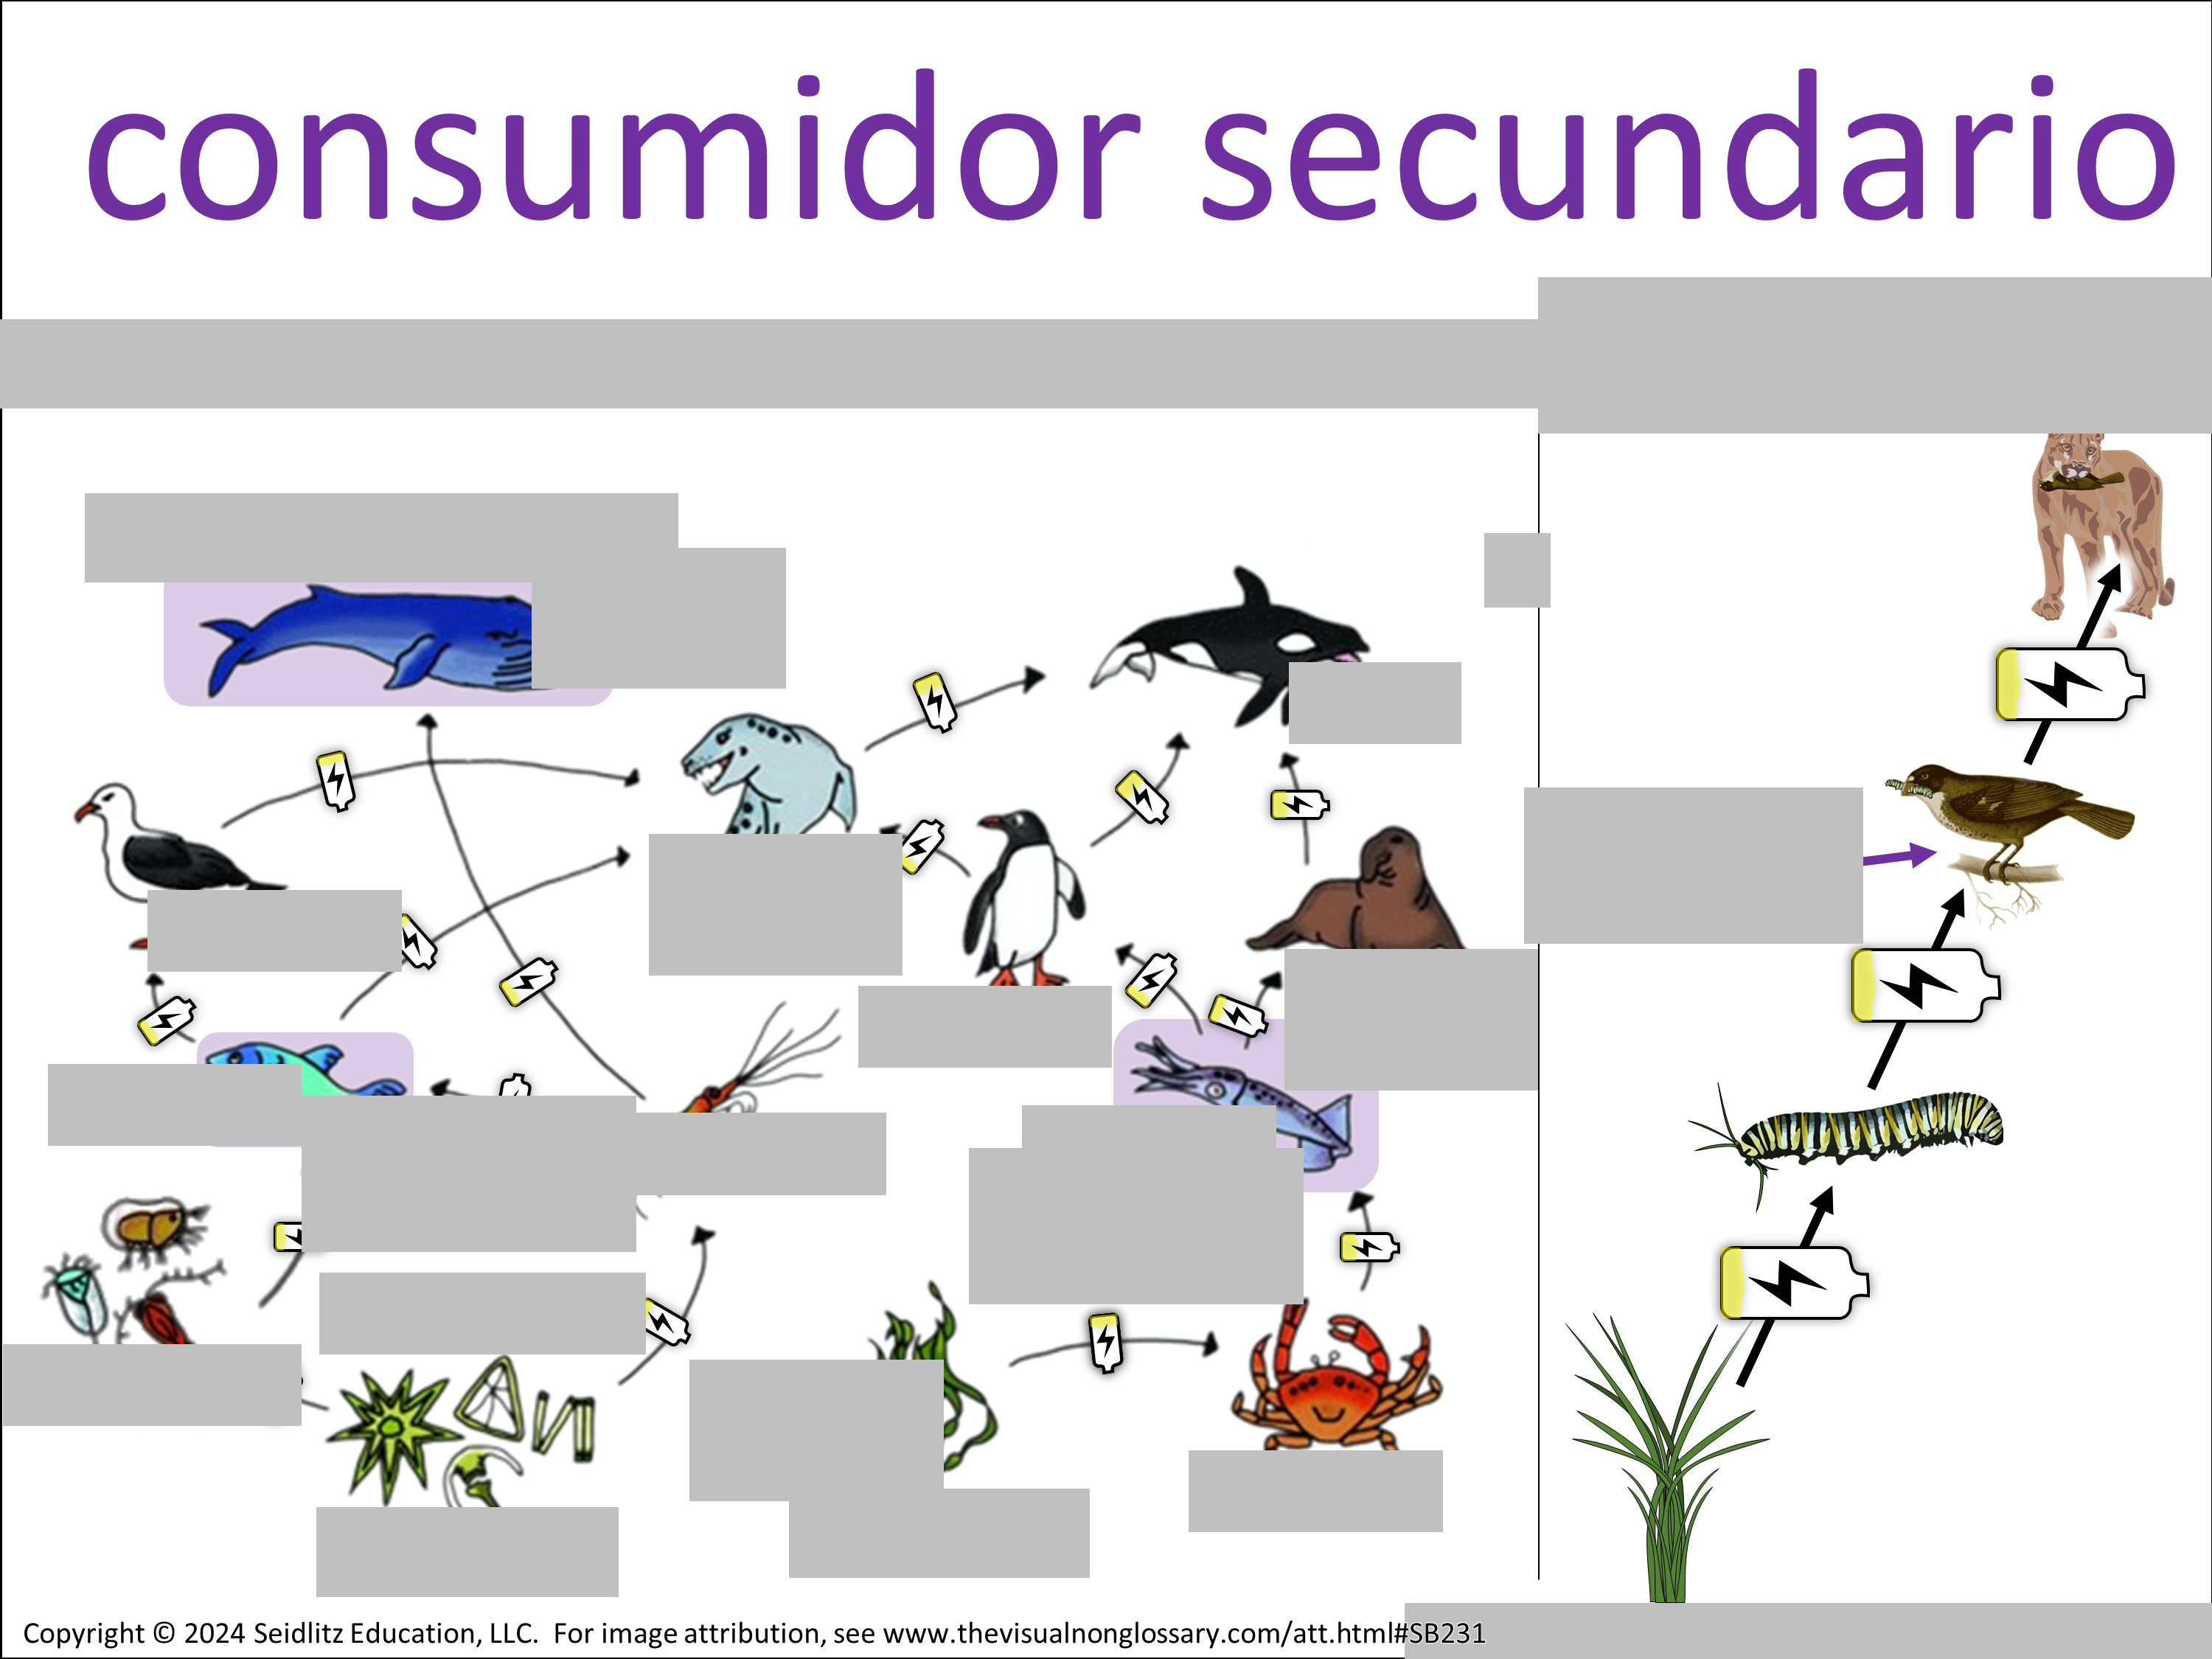 consumidor secundario
Copyright © 2024 Seidlitz Education, LLC.  For image attribution, see www.thevisualnonglossary.com/att.html#SB231